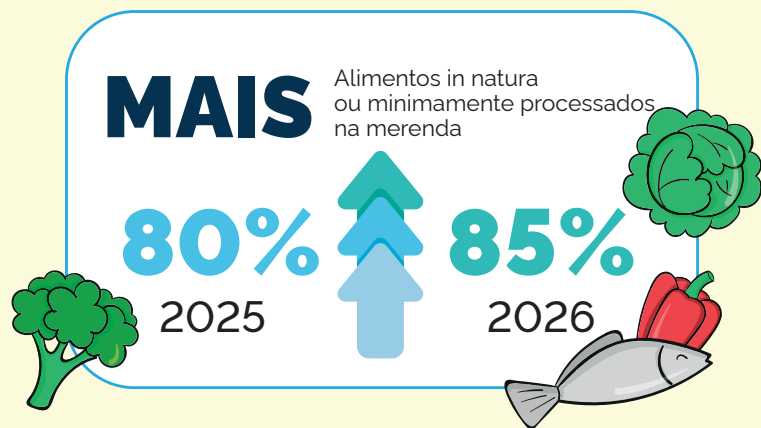 MAIS
Alimentos in natura
ou minimamente processados
na merenda
80%
2025
85%
2026